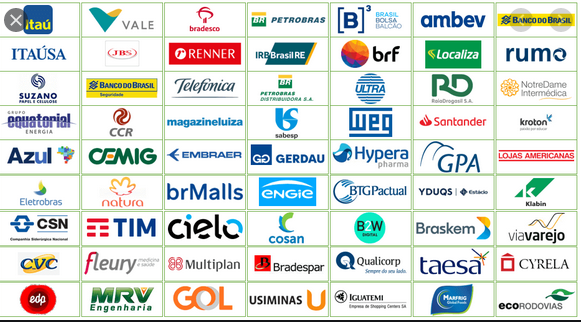 itaú
VALE
bradesco
BR PETROBRAS
[B]³ BRASIL
BOLSA
BALCÃO
ambev
BANCO DO BRASIL
ITAÚSA
JBS
RENNER
IRB Brasil RE
brf
Localiza
rumo
SUZANO
PAPEL E CELULOSE
BANCO DO BRASIL
Seguridade
Telefónica
BR
PETROBRAS
DISTRIBUIDORA S.A.
ULTRA
RD
RaiaDrogasil S.A.
NotreDame
Intermédica
GRUPO
equatorial
ENERGIA
CCR
magazineluiza
sabesp
WEG
Santander
kroton
Azul
CEMIG
EMBRAER
GERDAU
Hypera
pharma
GPA
LOJAS AMERICANAS
Eletrobras
natura
brMalls
ENGIE
BTGPactual
YDUQS | Estácio
Klabin
CSN
Companhia Siderúrgica Nacional
TIM
cielo
cosan
B2W
DIGITAL
Braskem
viavarejo
CVC
fleury medicina
e saúde
Multiplan
Bradespar
Qualicorp
Sempre do seu lado.
taesa
CYRELA
edp
MRV
Engenharia
GOL
USIMINAS
IGUATEMI
Empresa de Shopping Centers SA
MARFRIG
Global Foods
ECORODOVIAS